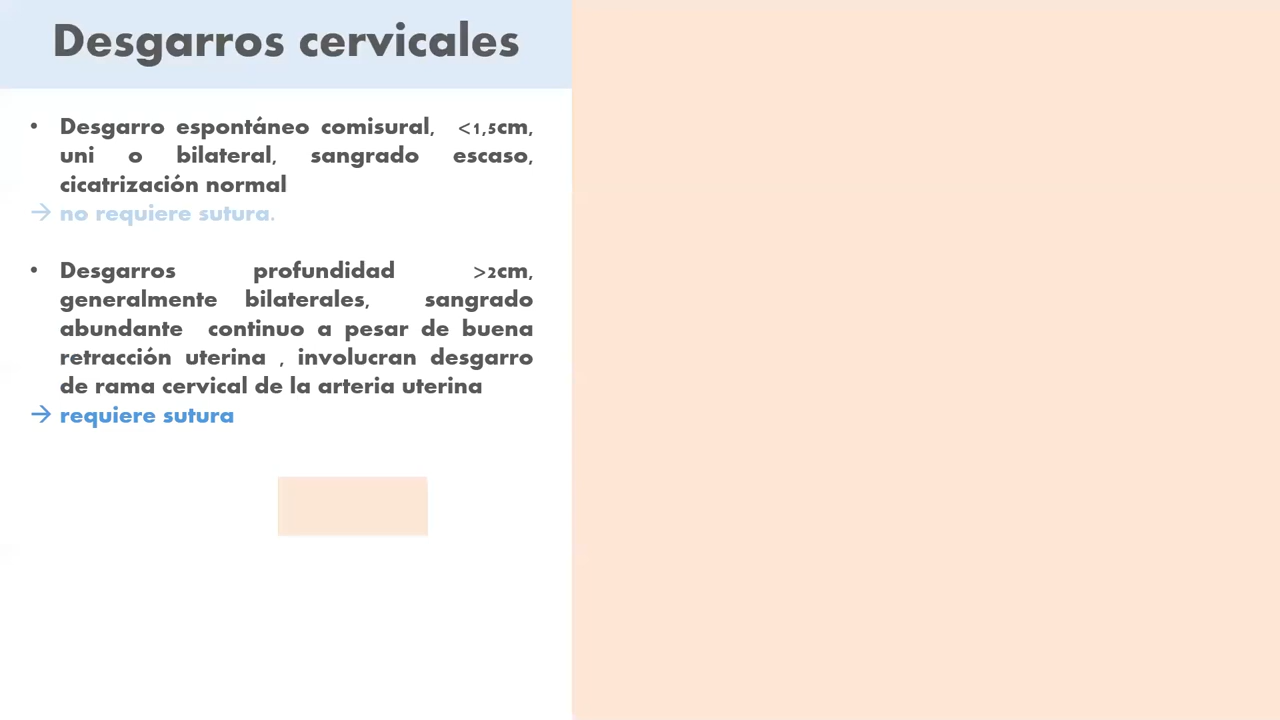 Desgarros cervicales
• Desgarro espontáneo comisural, <1,5cm,
uni o bilateral, sangrado escaso,
cicatrización normal
→ no requiere sutura.
• Desgarros profundidad >2cm,
generalmente bilaterales, sangrado
abundante continuo a pesar de buena
retracción uterina , involucran desgarro
de rama cervical de la arteria uterina
→ requiere sutura